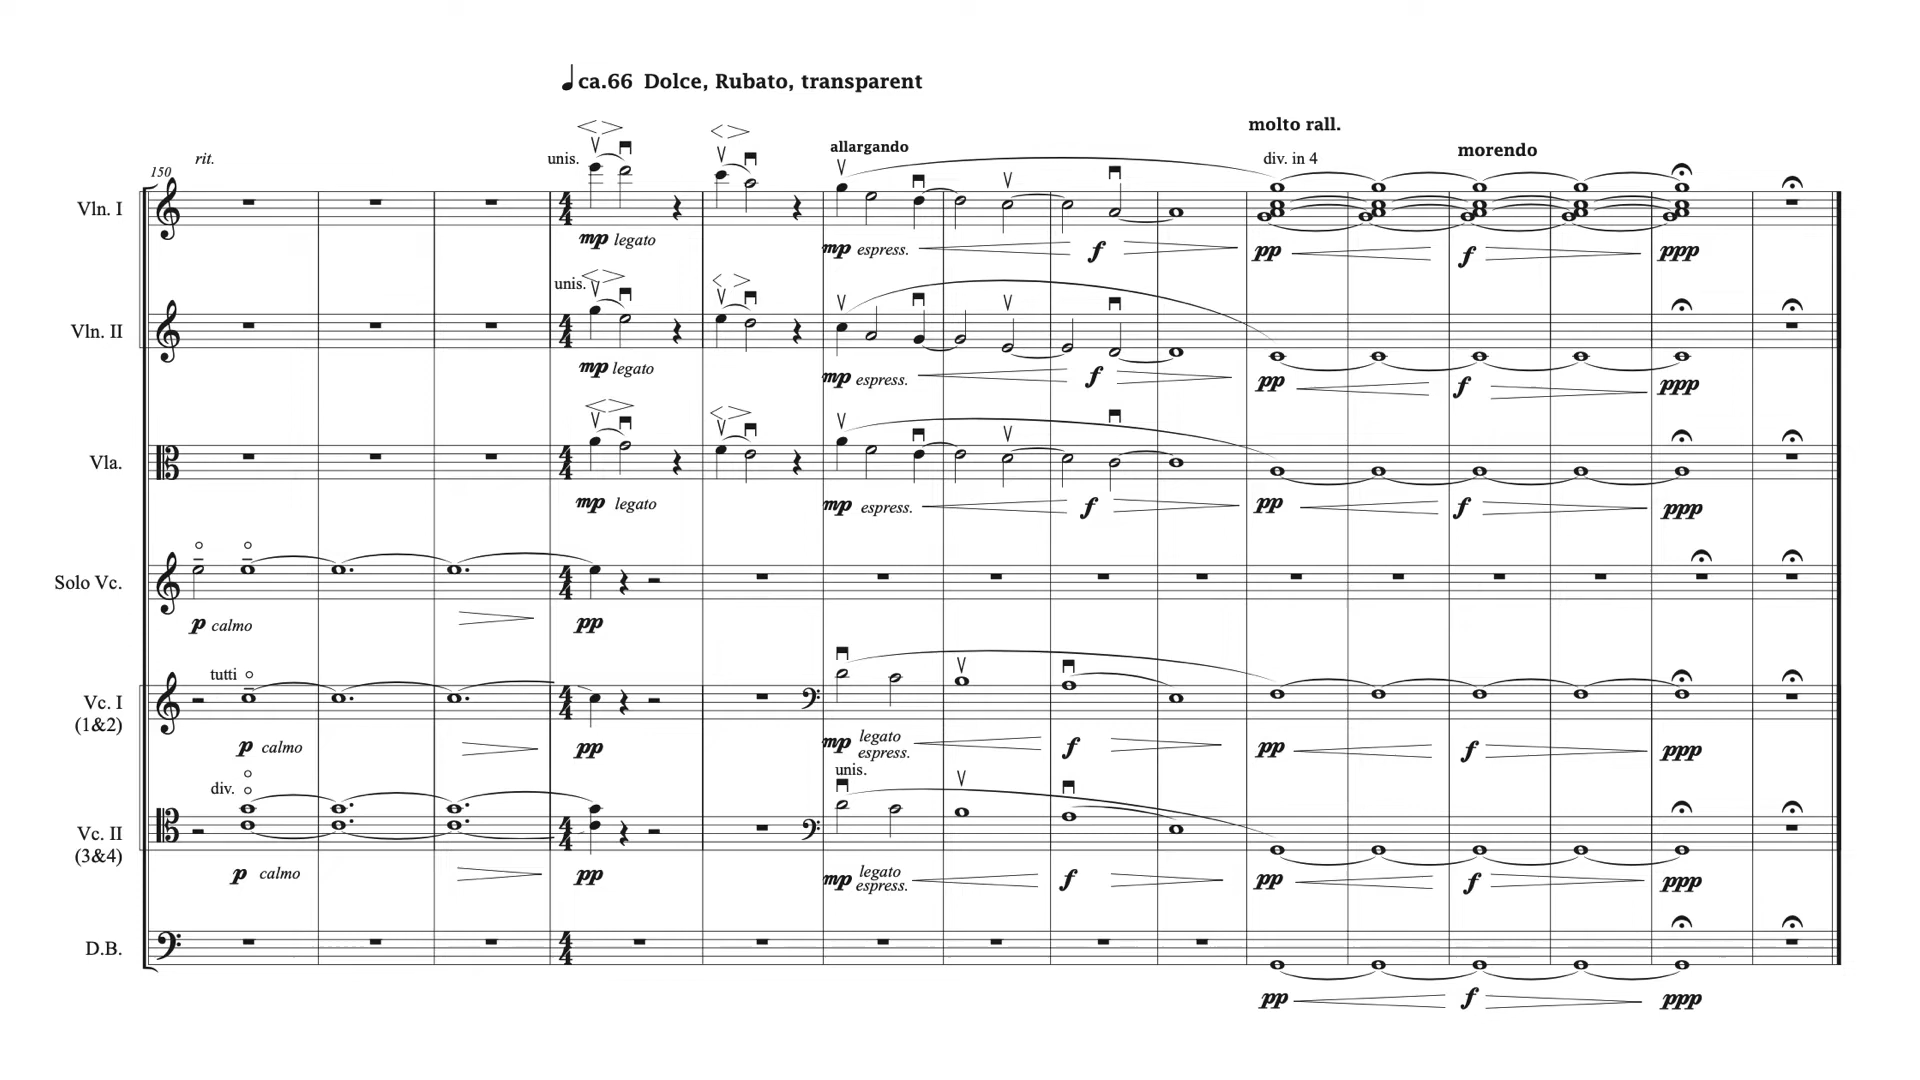 ca.66 Dolce, Rubato, transparent
molto rall.
allargando
morendo
150
rit.
unis.
div. in 4
Vln. I
mp legato
mp espress.
f
pp
f
ppp
unis.
Vln. II
mp legato
mp espress.
f
pp
f
ppp
Vla.
mp legato
mp espress.
f
pp
f
ppp
Solo Vc.
p calmo
pp
tutti
Vc. I
(1&2)
p calmo
pp
mp legato
espress.
f
pp
f
ppp
div.
unis.
Vc. II
(3&4)
p calmo
pp
mp legato
espress.
f
pp
f
ppp
D.B.
pp
f
ppp